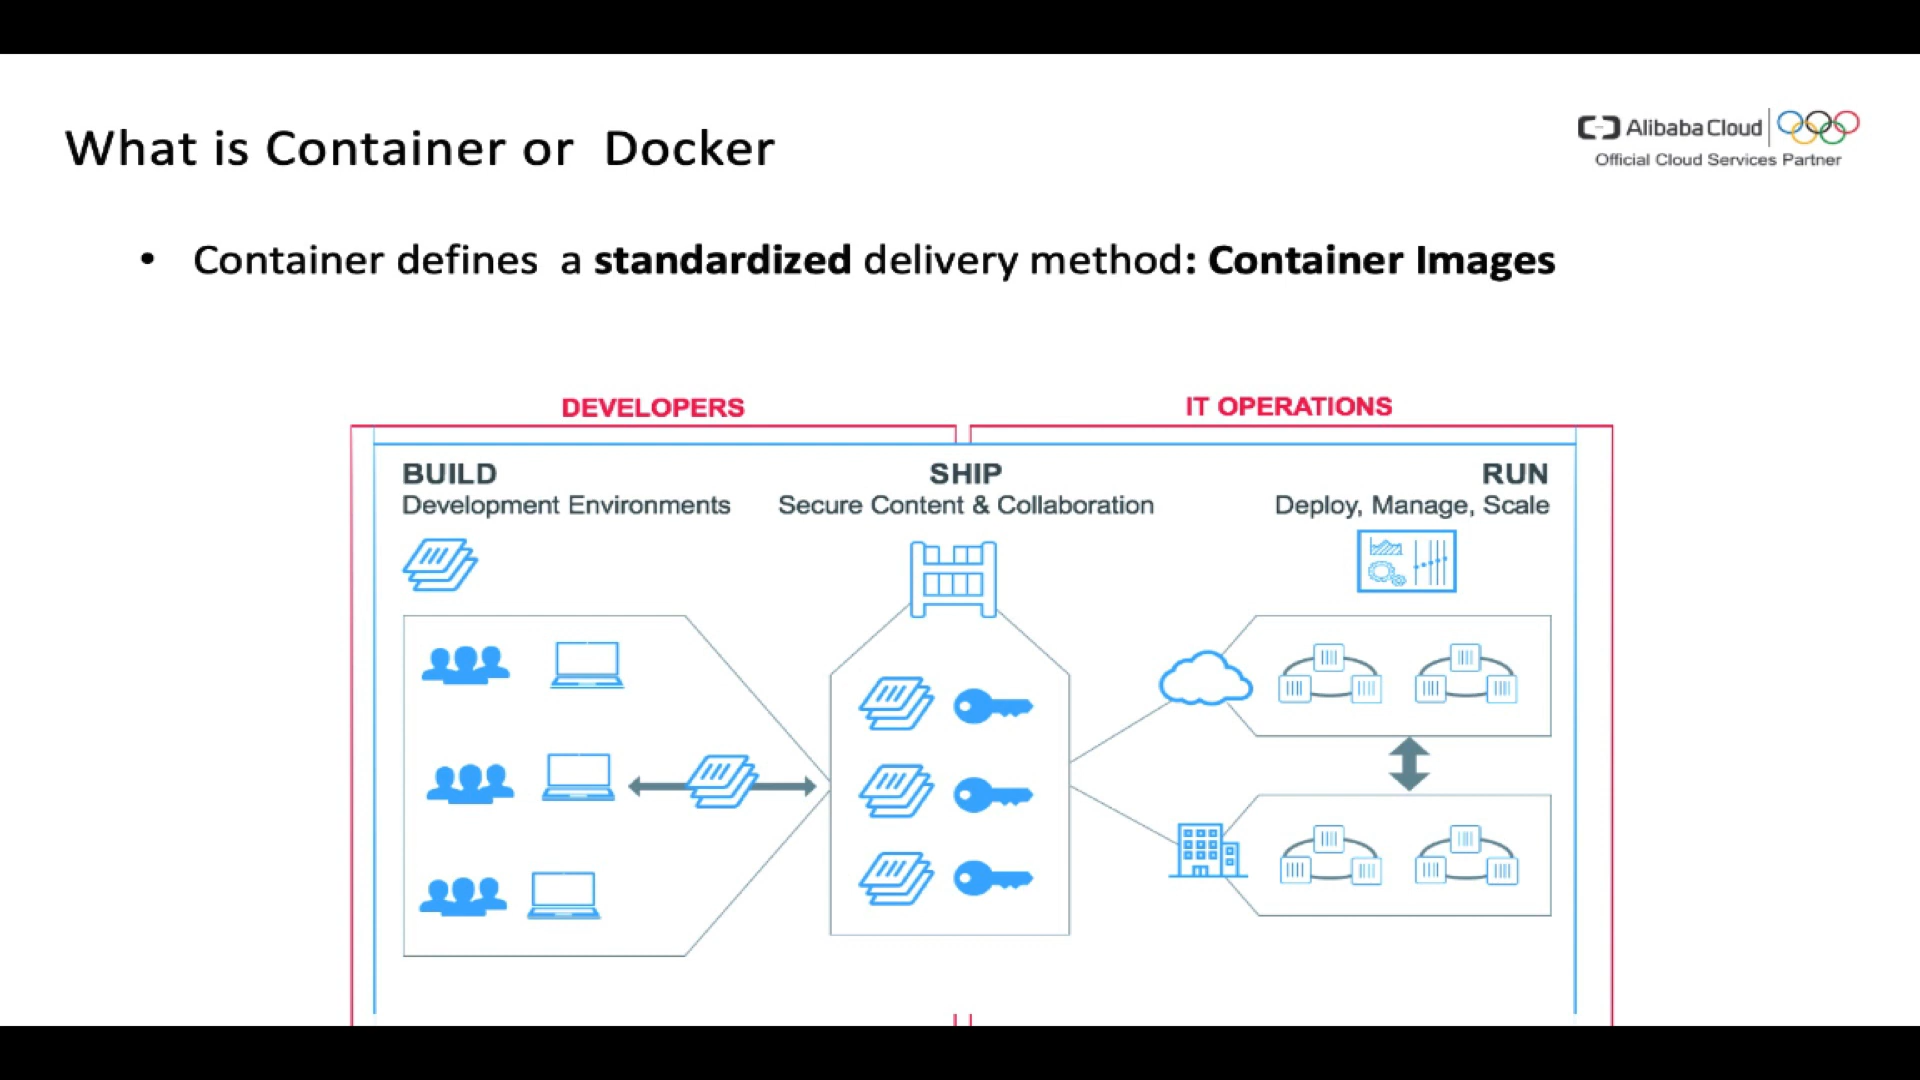 What is Container or Docker
Alibaba Cloud
Official Cloud Services Partner
• Container defines a standardized delivery method: Container Images
DEVELOPERS
IT OPERATIONS
BUILD
Development Environments
SHIP
Secure Content & Collaboration
RUN
Deploy, Manage, Scale